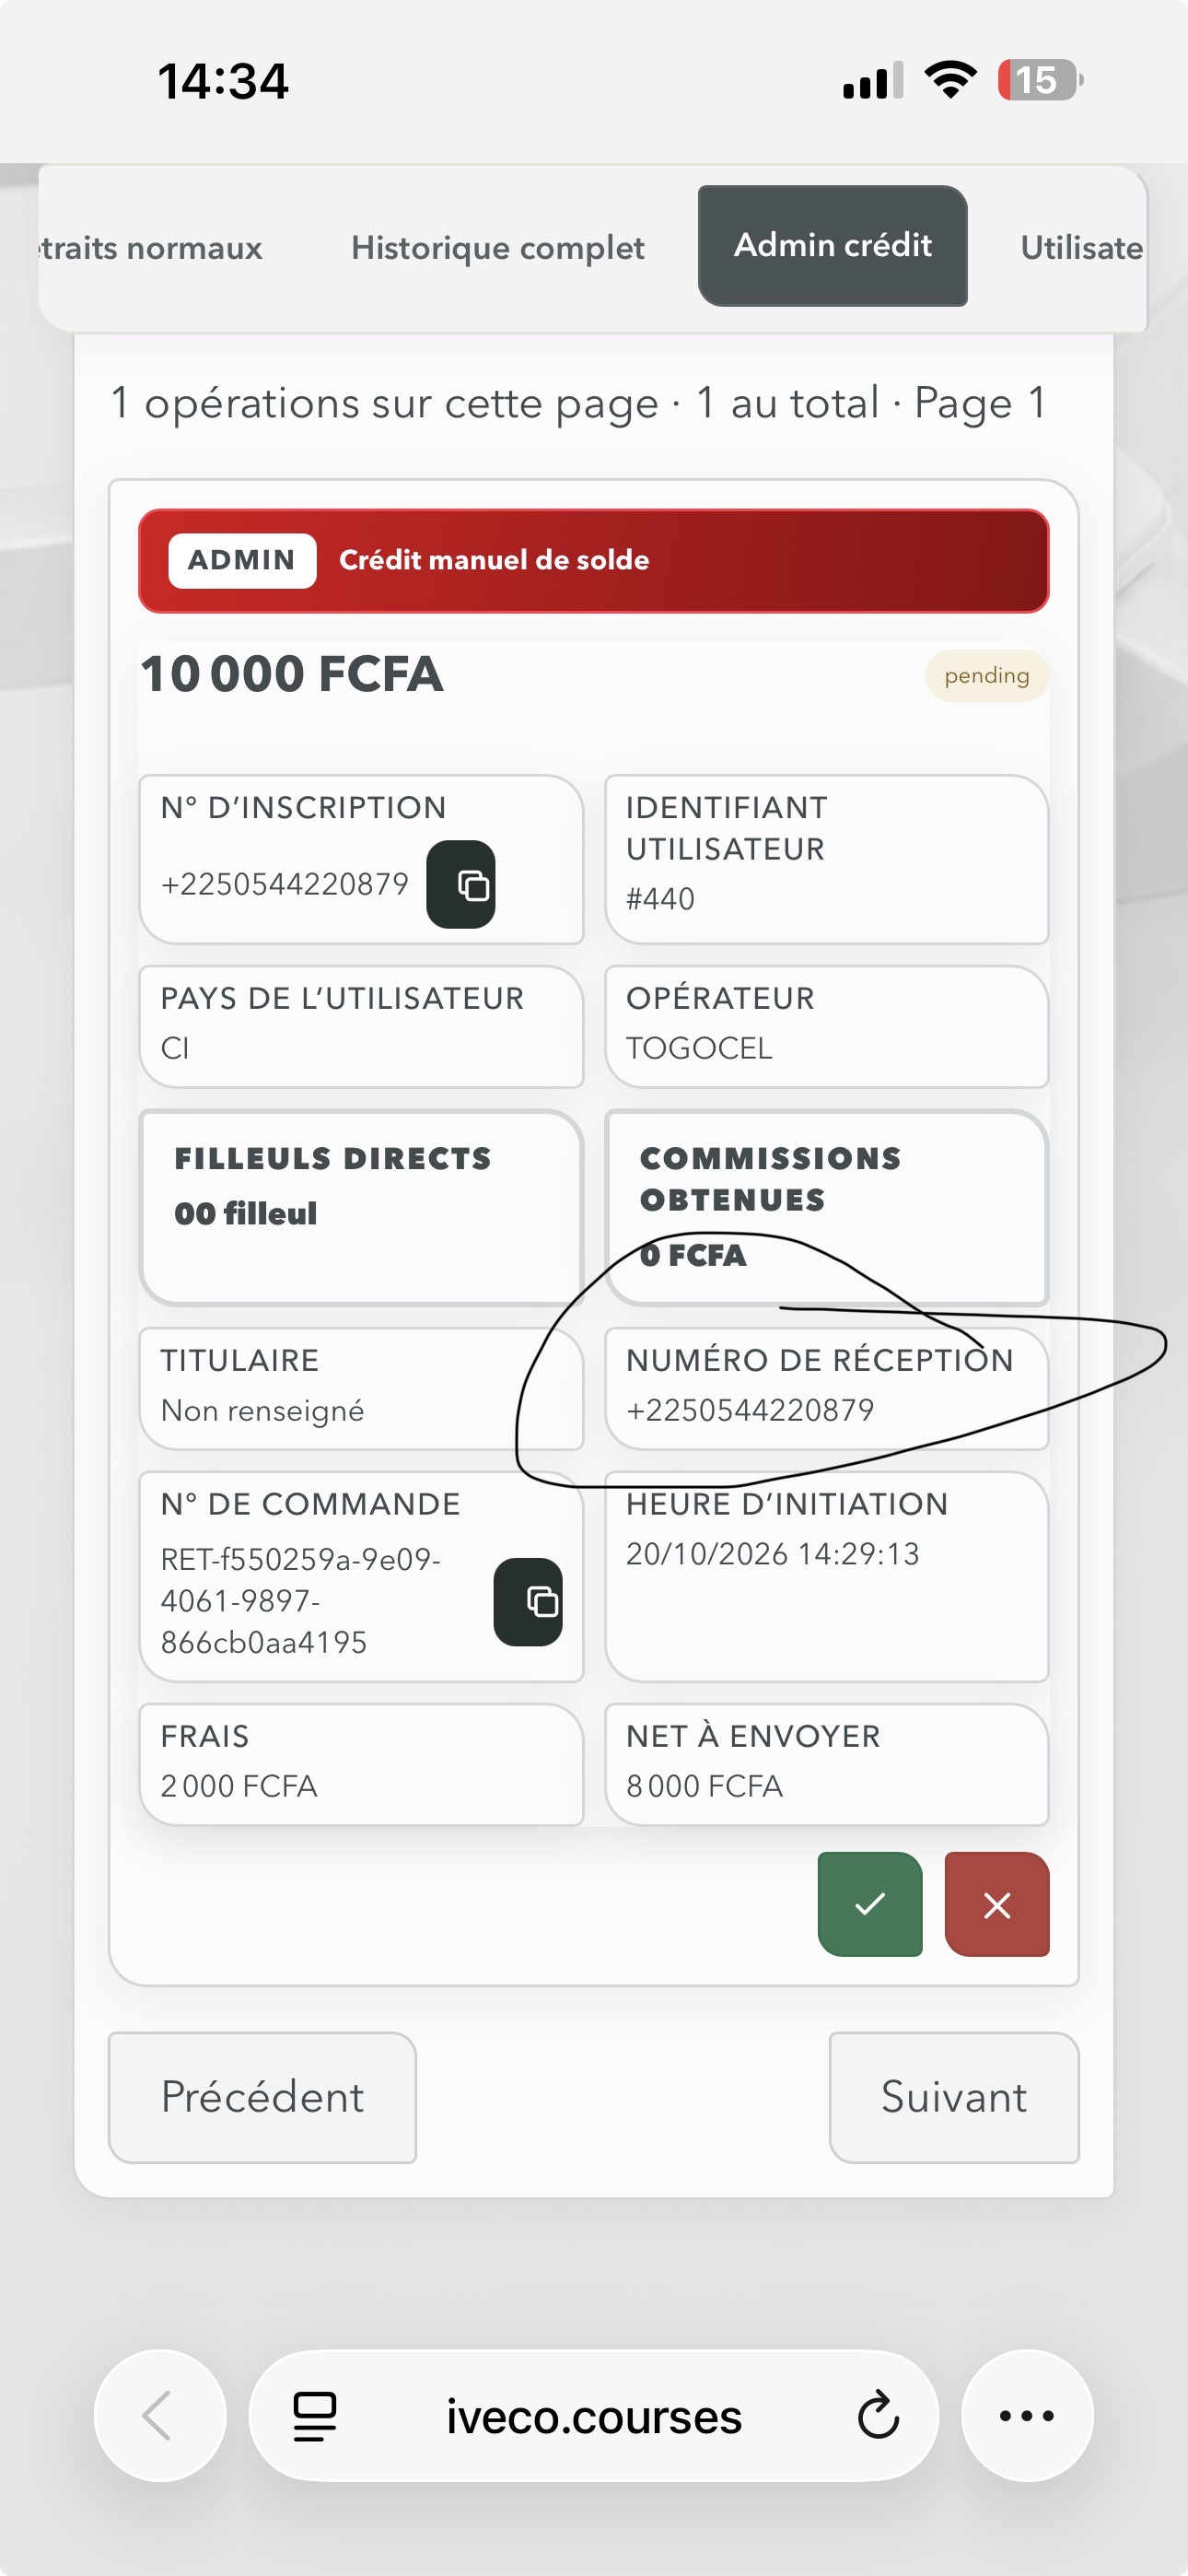 14:34
15
etraits normaux
Historique complet
Admin crédit
Utilisate
1 opérations sur cette page · 1 au total · Page 1
ADMIN
Crédit manuel de solde
10 000 FCFA
pending
N° D’INSCRIPTION
+2250544220879
IDENTIFIANT
UTILISATEUR
#440
PAYS DE L’UTILISATEUR
CI
OPÉRATEUR
TOGOCEL
FILLEULS DIRECTS
00 filleul
COMMISSIONS
OBTENUES
0 FCFA
TITULAIRE
Non renseigné
NUMÉRO DE RÉCEPTION
+2250544220879
N° DE COMMANDE
RET-f550259a-9e09-
4061-9897-
866cb0aa4195
HEURE D’INITIATION
20/10/2026 14:29:13
FRAIS
2 000 FCFA
NET À ENVOYER
8 000 FCFA
Précédent
Suivant
iveco.courses